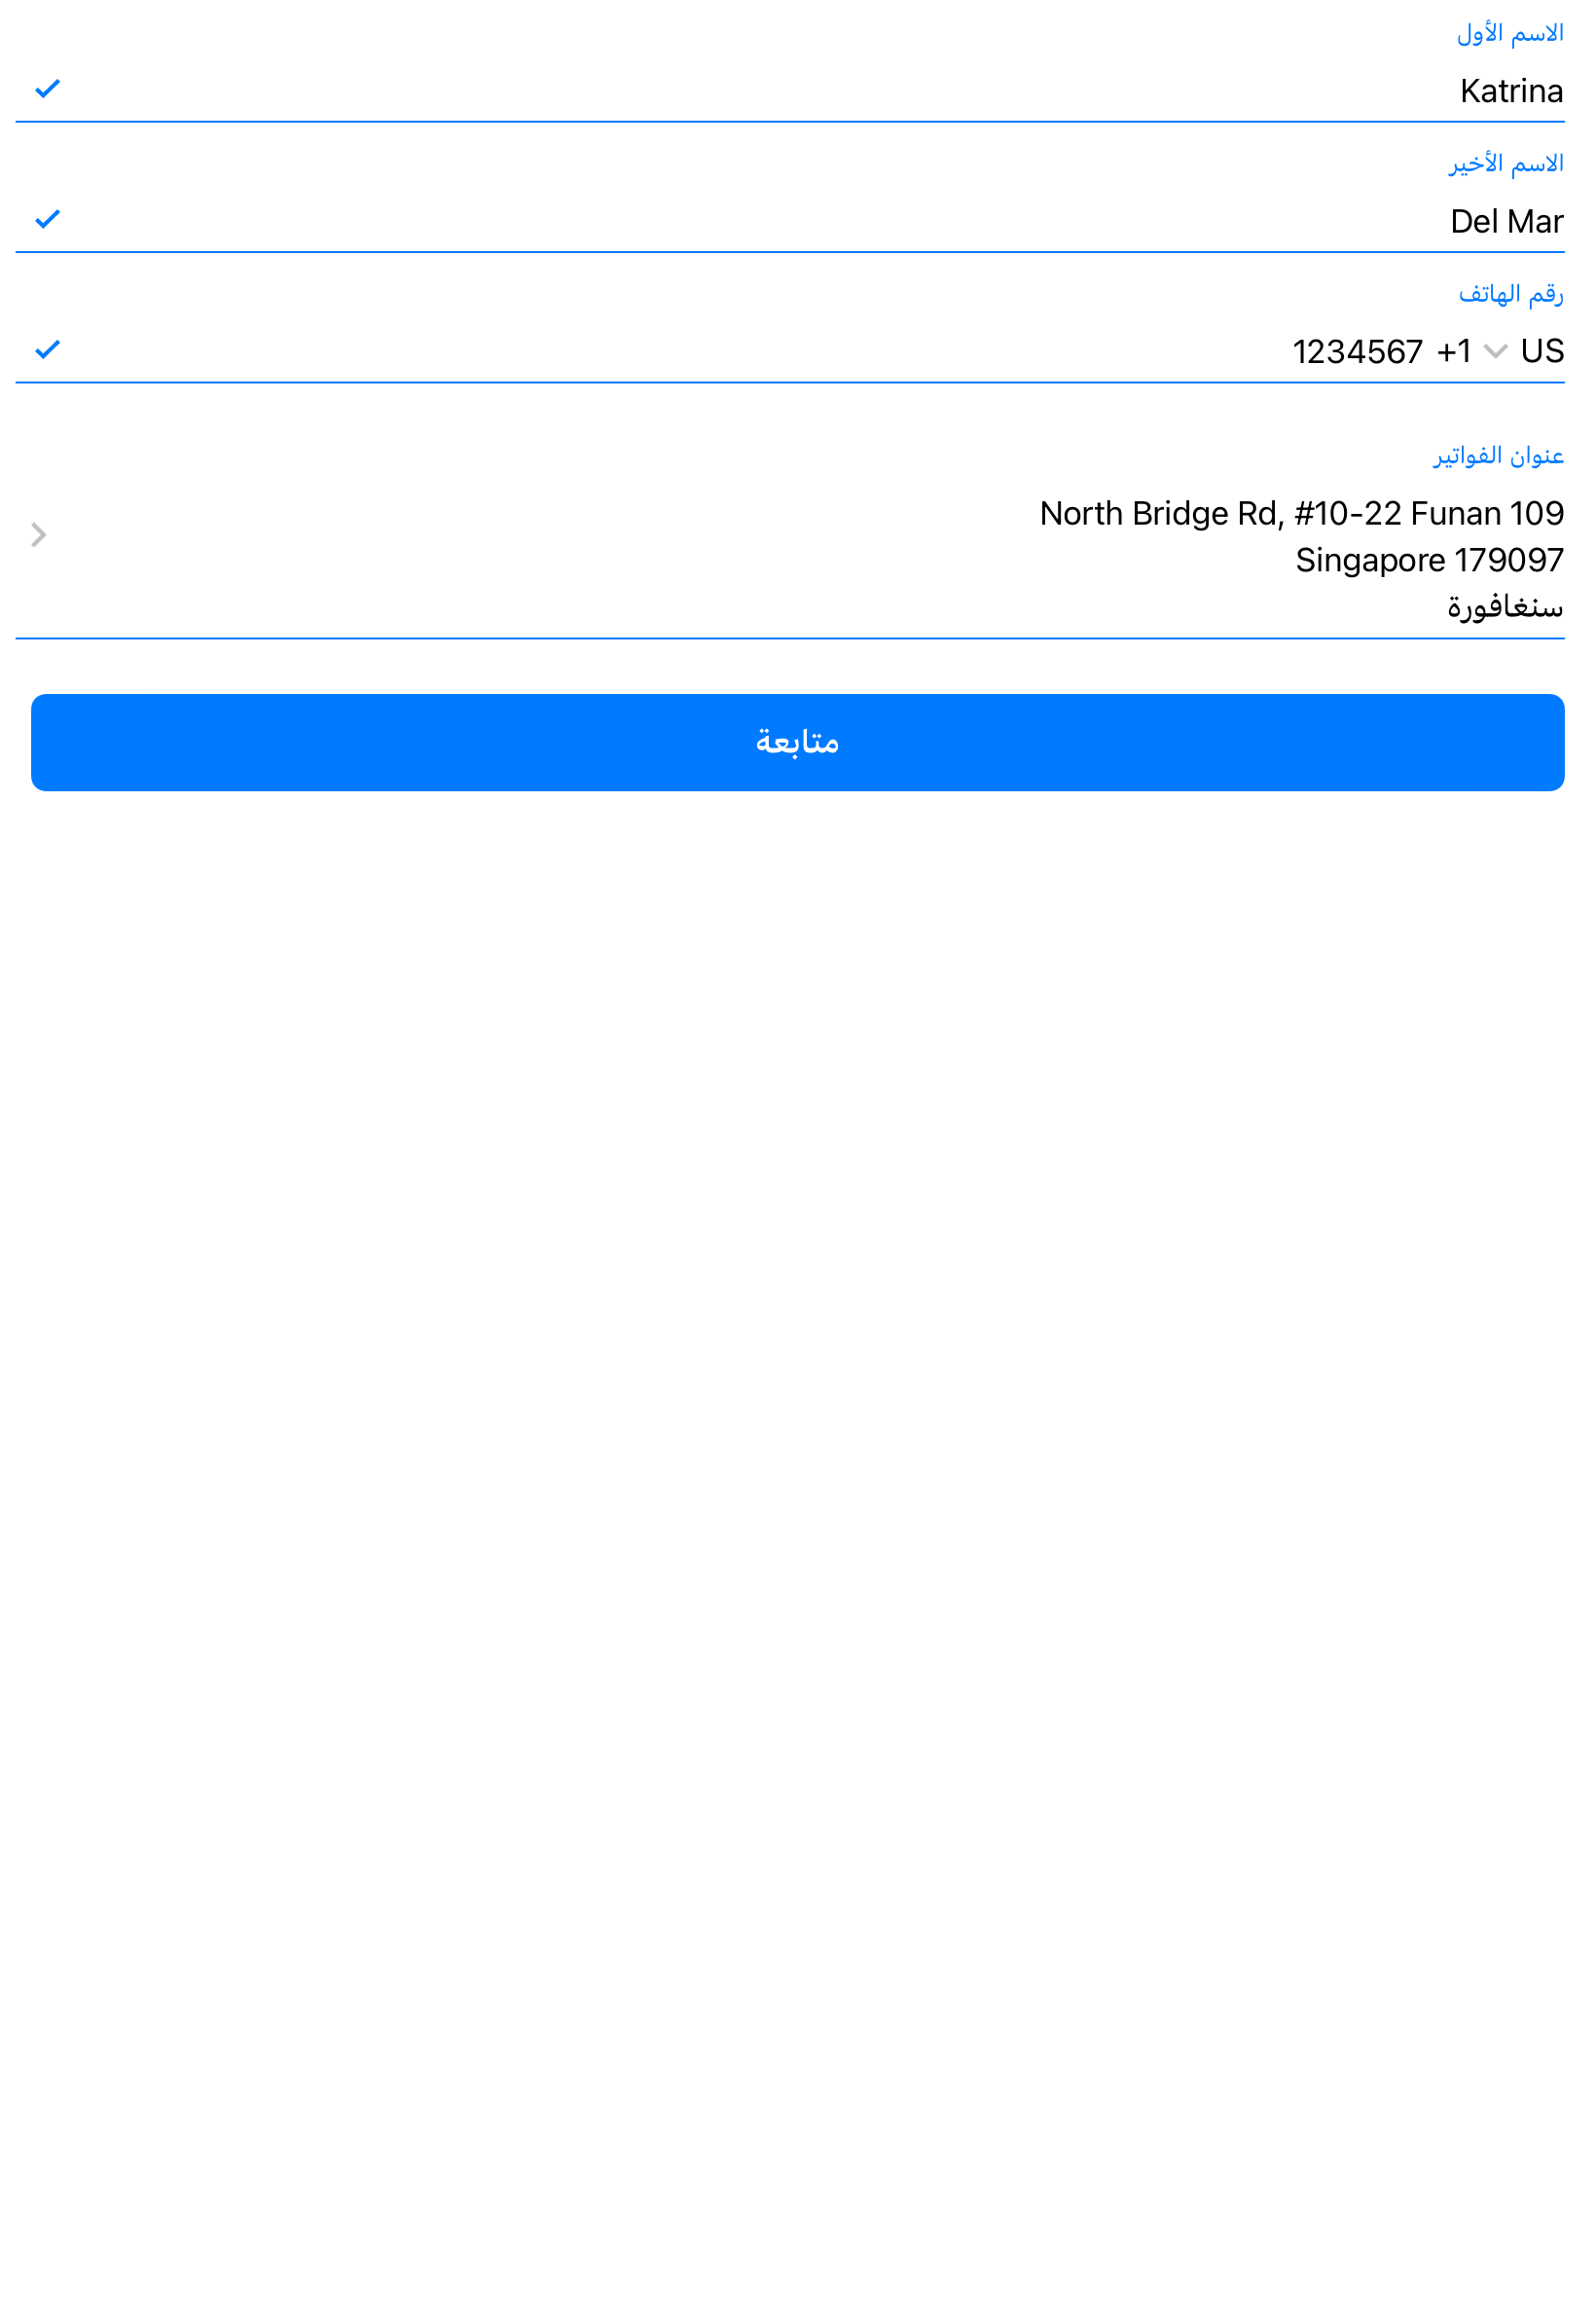 الاسم الأول
Katrina
الاسم الأخير
Del Mar
رقم الهاتف
US +1 1234567
عنوان الفواتير
North Bridge Rd, #10-22 Funan 109
Singapore 179097
سنغافورة
متابعة